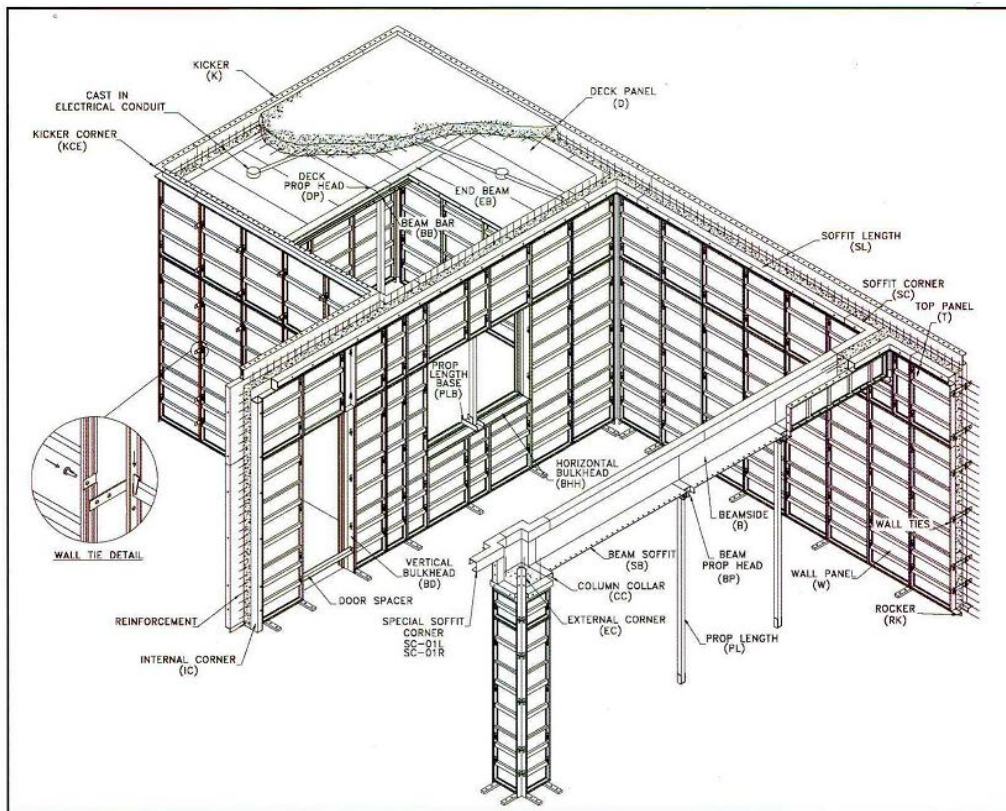 KICKER
(K)
CAST IN
ELECTRICAL CONDUIT
KICKER CORNER
(KCE)
DECK PANEL
(D)
DECK
PROP HEAD
(DP)
END BEAM
(EB)
BEAM BAR
(BB)
SOFFIT LENGTH
(SL)
SOFFIT CORNER
(SC)
TOP PANEL
(T)
PROP
LENGTH
BASE
(PLB)
HORIZONTAL
BULKHEAD
(BHH)
BEAMSIDE
(B)
WALL TIES
WALL TIE DETAIL
VERTICAL
BULKHEAD
(BD)
BEAM SOFFIT
(SB)
BEAM
PROP HEAD
(BP)
WALL PANEL
(W)
DOOR SPACER
COLUMN COLLAR
(CC)
ROCKER
(RK)
REINFORCEMENT
SPECIAL SOFFIT
CORNER
SC-01L
SC-01R
EXTERNAL CORNER
(EC)
PROP LENGTH
(PL)
INTERNAL CORNER
(IC)